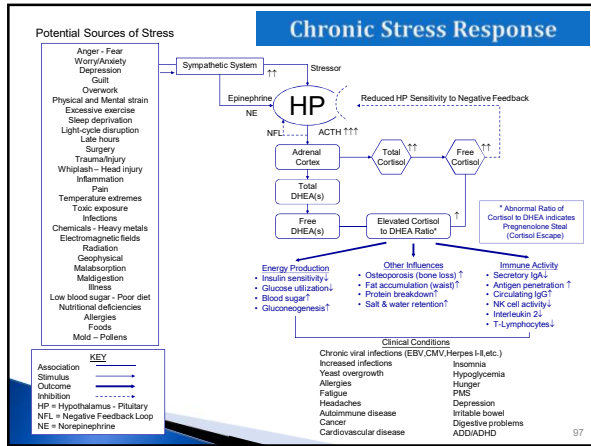 Chronic Stress Response
Potential Sources of Stress
Anger - Fear
Worry/Anxiety
Depression
Guilt
Overwork
Physical and Mental strain
Excessive exercise
Sleep deprivation
Light-cycle disruption
Late hours
Surgery
Trauma/Injury
Whiplash – Head injury
Inflammation
Pain
Temperature extremes
Toxic exposure
Infections
Chemicals - Heavy metals
Electromagnetic fields
Radiation
Geophysical
Malabsorption
Maldigestion
Illness
Low blood sugar - Poor diet
Nutritional deficiencies
Allergies
Foods
Mold – Pollens
KEY
Association
Stimulus
Outcome
Inhibition
HP = Hypothalamus - Pituitary
NFL = Negative Feedback Loop
NE = Norepinephrine
Sympathetic System
↑↑
Stressor
Epinephrine
NE
HP
Reduced HP Sensitivity to Negative Feedback
NFL
ACTH ↑↑↑
Adrenal
Cortex
Total
Cortisol
↑↑
Free
Cortisol
↑↑
Total
DHEA(s)
Free
DHEA(s)
Elevated Cortisol
to DHEA Ratio*
↑
* Abnormal Ratio of
Cortisol to DHEA indicates
Pregnenolone Steal
(Cortisol Escape)
Energy Production
• Insulin sensitivity↓
• Glucose utilization↓
• Blood sugar↑
• Gluconeogenesis↑
Other Influences
• Osteoporosis (bone loss) ↑
• Fat accumulation (waist)↑
• Protein breakdown↑
• Salt & water retention↑
Immune Activity
• Secretory IgA↓
• Antigen penetration ↑
• Circulating IgG↑
• NK cell activity↓
• Interleukin 2↓
• T-Lymphocytes↓
Clinical Conditions
Chronic viral infections (EBV,CMV,Herpes I-II,etc.)
Increased infections
Yeast overgrowth
Allergies
Fatigue
Headaches
Autoimmune disease
Cancer
Cardiovascular disease
Insomnia
Hypoglycemia
Hunger
PMS
Depression
Irritable bowel
Digestive problems
ADD/ADHD
97